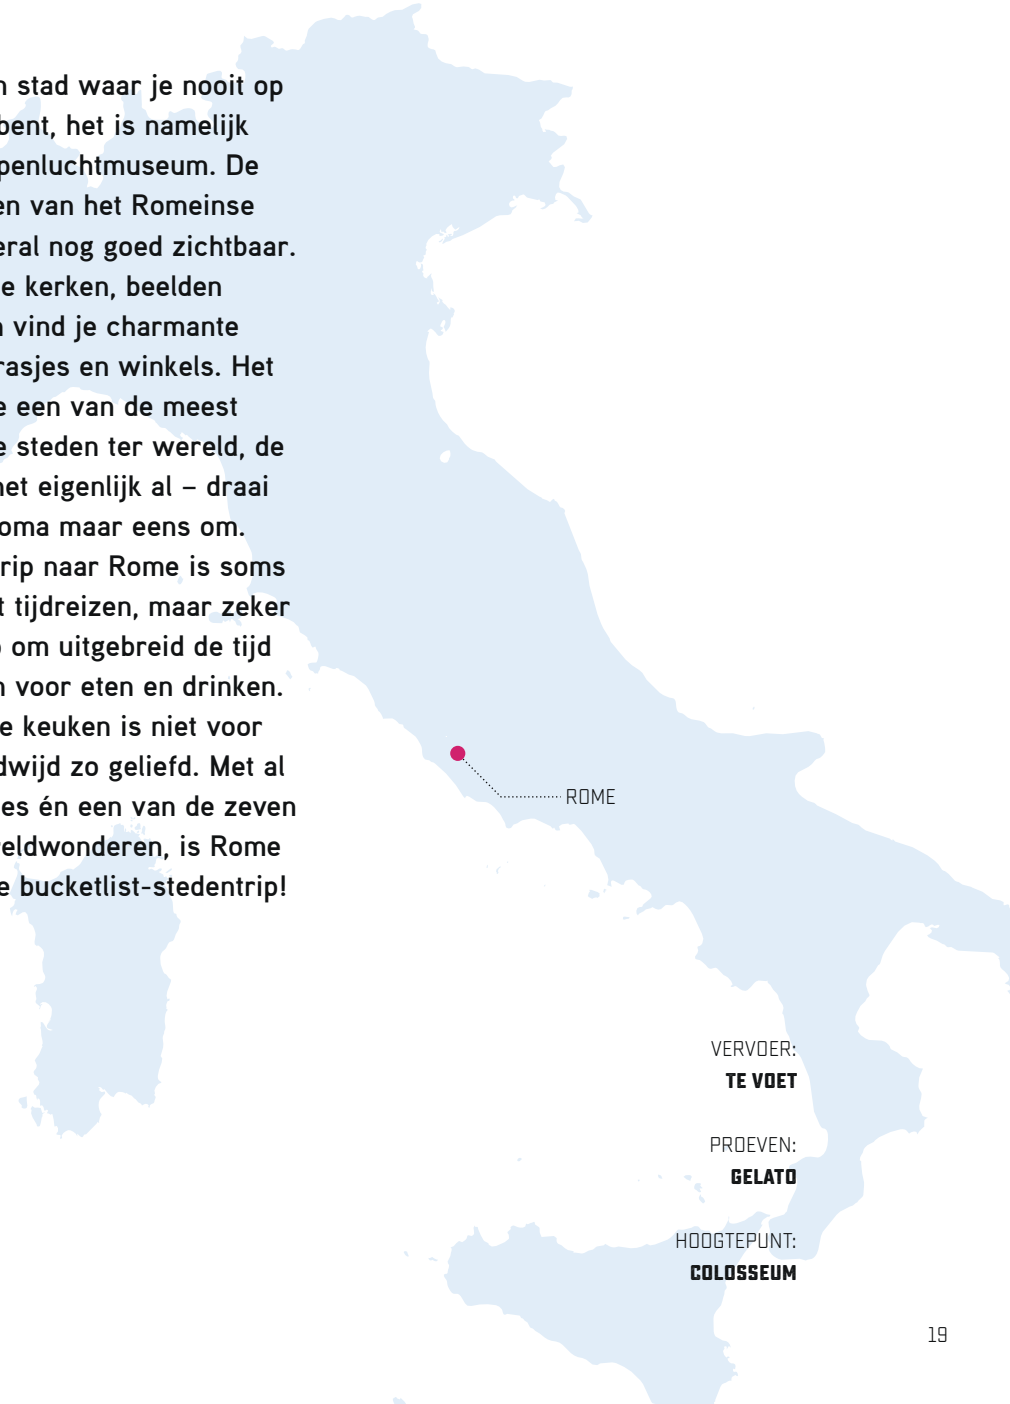 n stad waar je nooit op
bent, het is namelijk
penluchtmuseum. De
en van het Romeinse
eral nog goed zichtbaar.
e kerken, beelden
n vind je charmante
rasjes en winkels. Het
e een van de meest
e steden ter wereld, de
het eigenlijk al – draai
oma maar eens om.
rip naar Rome is soms
t tijdreizen, maar zeker
o om uitgebreid de tijd
n voor eten en drinken.
e keuken is niet voor
dwijd zo geliefd. Met al
es én een van de zeven
eldwonderen, is Rome
e bucketlist-stedentrip!
ROME
VERVOER:
TE VOET
PROEVEN:
GELATO
HOOGTEPUNT:
COLOSSEUM
19